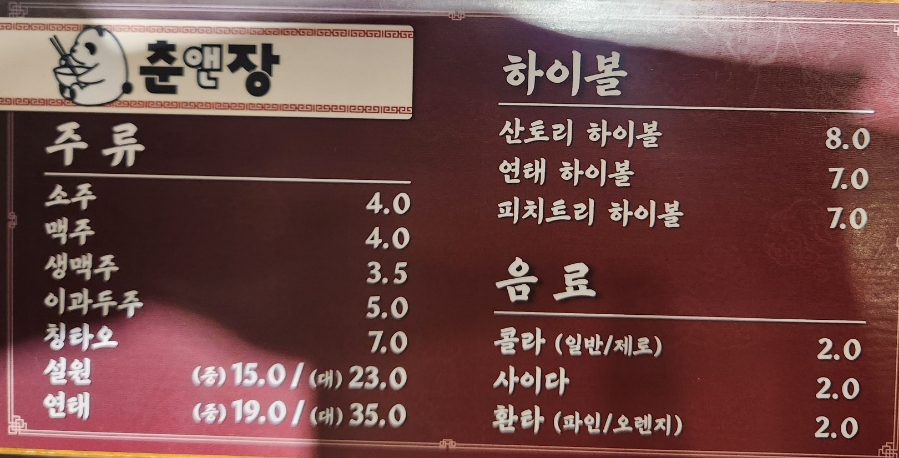 춘앤장
주류
소주 4.0
맥주 4.0
생맥주 3.5
이과두주 5.0
칭타오 7.0
설원 (중) 15.0 / (대) 23.0
연태 (중) 19.0 / (대) 35.0
하이볼
산토리 하이볼 8.0
연태 하이볼 7.0
피치트리 하이볼 7.0
음료
콜라 (일반/제로) 2.0
사이다 2.0
환타 (파인/오렌지) 2.0